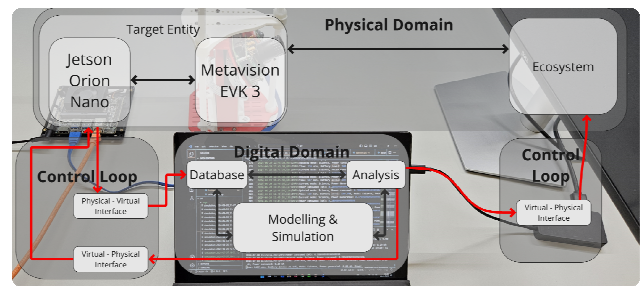 Target Entity
Physical Domain
Jetson
Orion
Nano
Metavision
EVK 3
Ecosystem
Digital Domain
Control Loop
Database
Analysis
Control
Loop
Physical - Virtual
Interface
Virtual - Physical
Interface
Modelling &
Simulation
Virtual - Physical
Interface